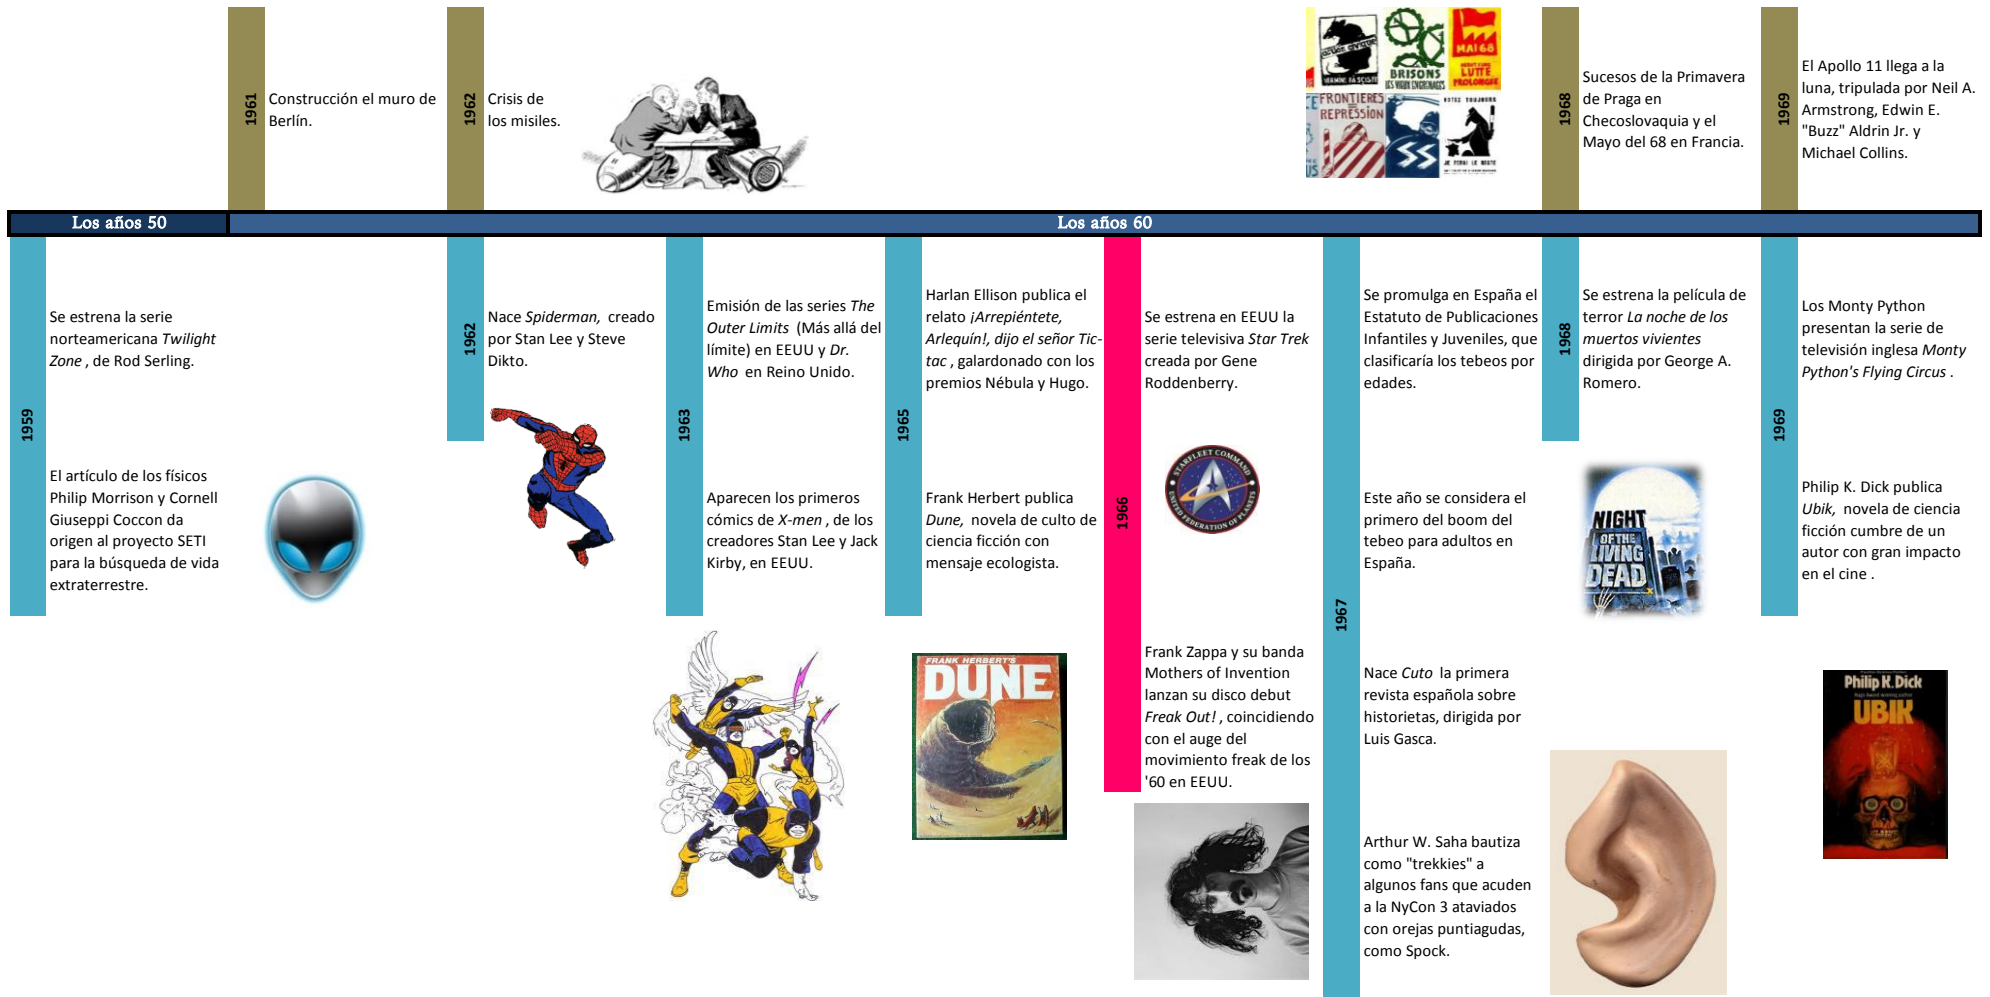 1961
Construcción el muro de
Berlín.
1962
Crisis de
los misiles.
BRISONS
LES VIEUX ENGRENAGES
MAI 68
LUTTE
PROLONGEE
FRONTIERES
REPRESSION
SS
1968
Sucesos de la Primavera
de Praga en
Checoslovaquia y el
Mayo del 68 en Francia.
1969
El Apollo 11 llega a la
luna, tripulada por Neil A.
Armstrong, Edwin E.
"Buzz" Aldrin Jr. y
Michael Collins.
Los años 50
Los años 60
1959
Se estrena la serie
norteamericana Twilight
Zone , de Rod Serling.
El artículo de los físicos
Philip Morrison y Cornell
Giuseppi Coccon da
origen al proyecto SETI
para la búsqueda de vida
extraterrestre.
1962
Nace Spiderman, creado
por Stan Lee y Steve
Dikto.
1963
Emisión de las series The
Outer Limits (Más allá del
límite) en EEUU y Dr.
Who en Reino Unido.
Aparecen los primeros
cómics de X-men , de los
creadores Stan Lee y Jack
Kirby, en EEUU.
1965
Harlan Ellison publica el
relato ¡Arrepiéntete,
Arlequín!, dijo el señor Tic-
tac , galardonado con los
premios Nébula y Hugo.
Frank Herbert publica
Dune, novela de culto de
ciencia ficción con
mensaje ecologista.
FRANK HERBERT'S
DUNE
1966
Se estrena en EEUU la
serie televisiva Star Trek
creada por Gene
Roddenberry.
STARFLEET COMMAND
UNITED FEDERATION OF PLANETS
Frank Zappa y su banda
Mothers of Invention
lanzan su disco debut
Freak Out! , coincidiendo
con el auge del
movimiento freak de los
'60 en EEUU.
1967
Se promulga en España el
Estatuto de Publicaciones
Infantiles y Juveniles, que
clasificaría los tebeos por
edades.
Este año se considera el
primero del boom del
tebeo para adultos en
España.
Nace Cuto la primera
revista española sobre
historietas, dirigida por
Luis Gasca.
Arthur W. Saha bautiza
como "trekkies" a
algunos fans que acuden
a la NyCon 3 ataviados
con orejas puntiagudas,
como Spock.
1968
Se estrena la película de
terror La noche de los
muertos vivientes
dirigida por George A.
Romero.
NIGHT
OF THE
LIVING
DEAD
1969
Los Monty Python
presentan la serie de
televisión inglesa Monty
Python's Flying Circus .
Philip K. Dick publica
Ubik, novela de ciencia
ficción cumbre de un
autor con gran impacto
en el cine .
Philip K. Dick
UBIK